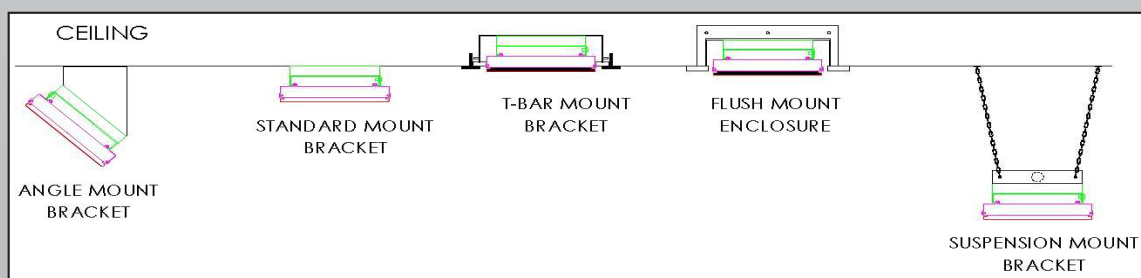 CEILING
ANGLE MOUNT
BRACKET
STANDARD MOUNT
BRACKET
T-BAR MOUNT
BRACKET
FLUSH MOUNT
ENCLOSURE
SUSPENSION MOUNT
BRACKET